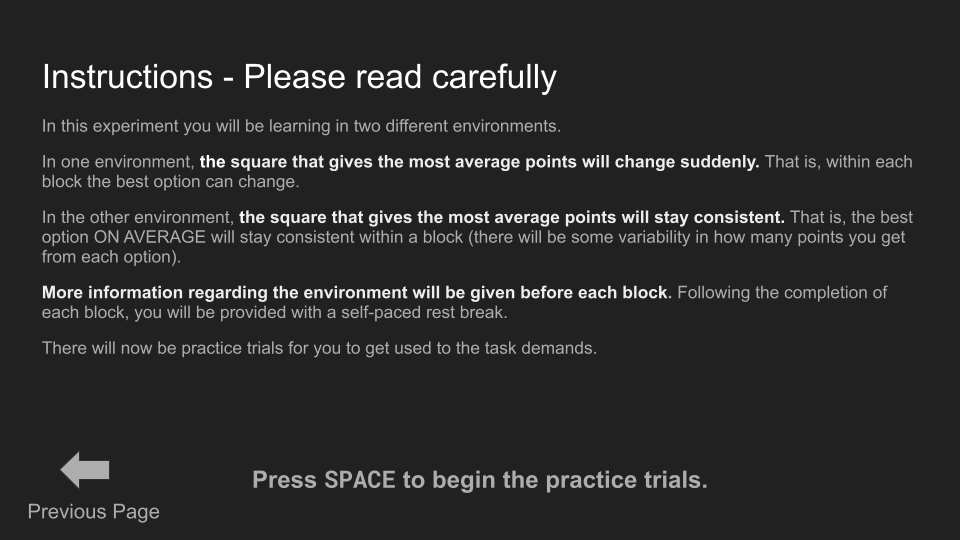 Instructions - Please read carefully
In this experiment you will be learning in two different environments.
In one environment, the square that gives the most average points will change suddenly. That is, within each
block the best option can change.
In the other environment, the square that gives the most average points will stay consistent. That is, the best
option ON AVERAGE will stay consistent within a block (there will be some variability in how many points you get
from each option).
More information regarding the environment will be given before each block. Following the completion of
each block, you will be provided with a self-paced rest break.
There will now be practice trials for you to get used to the task demands.
Press SPACE to begin the practice trials.
Previous Page